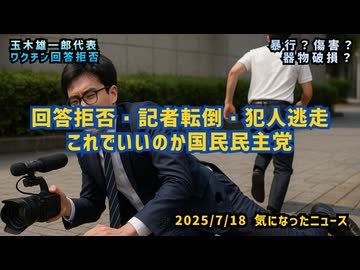 玉木雄一郎代表
ワクチン回答拒否
暴行？傷害？
器物破損？
回答拒否・記者転倒・犯人逃走
これでいいのか国民民主党
2025/7/18 気になったニュース